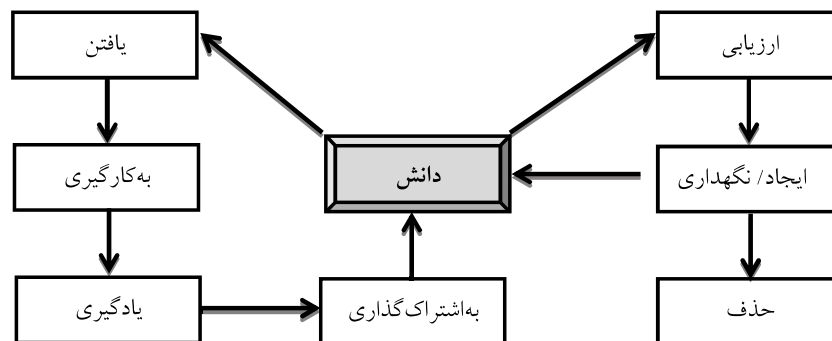 ارزیابی
یافتن
دانش
ایجاد/ نگهداری
به‌کارگیری
حذف
به‌اشتراک‌گذاری
یادگیری